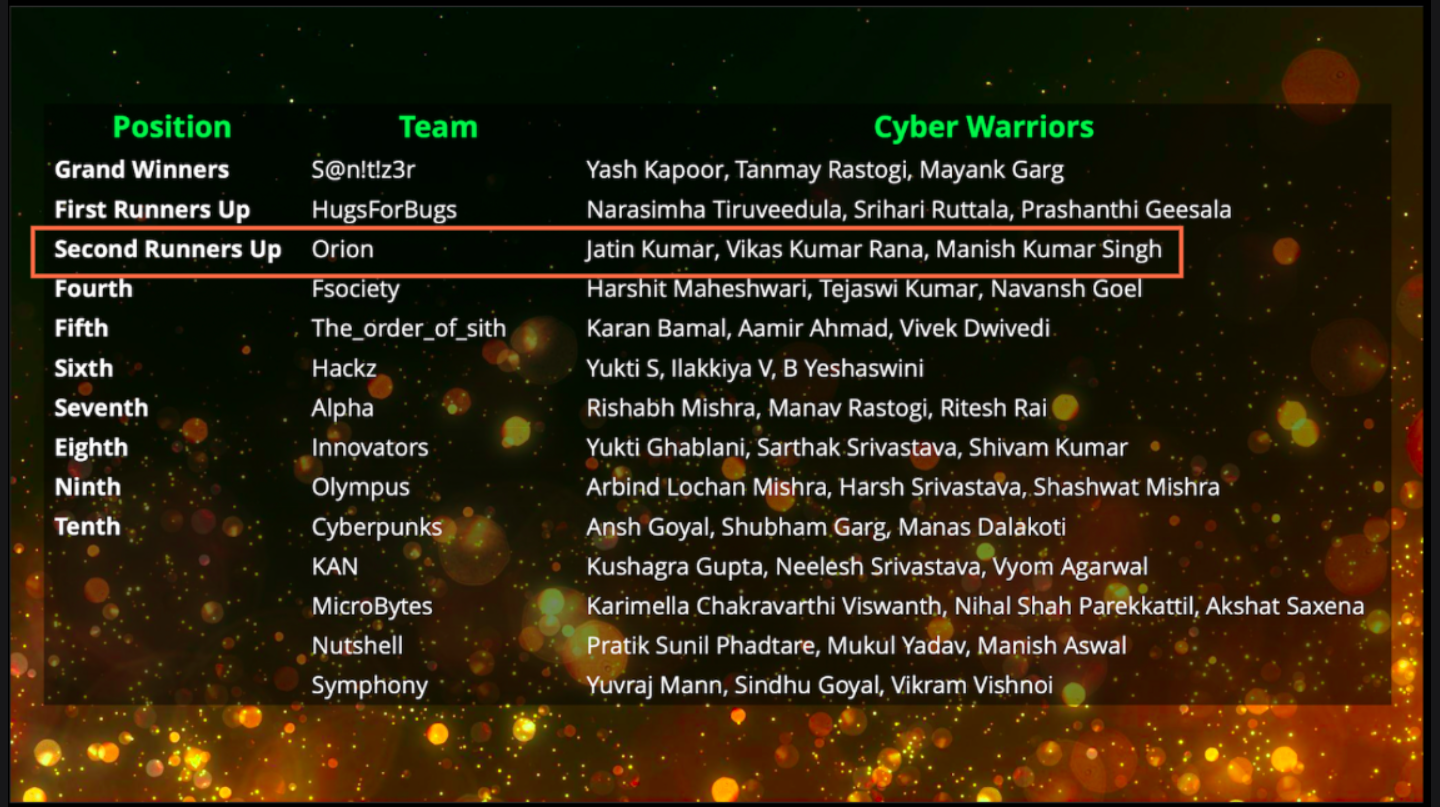 Position Team Cyber Warriors
Grand Winners S@n!t!z3r Yash Kapoor, Tanmay Rastogi, Mayank Garg
First Runners Up HugsForBugs Narasimha Tiruveedula, Srihari Ruttala, Prashanthi Geesala
Second Runners Up Orion Jatin Kumar, Vikas Kumar Rana, Manish Kumar Singh
Fourth Fsociety Harshit Maheshwari, Tejaswi Kumar, Navansh Goel
Fifth The_order_of_sith Karan Bamal, Aamir Ahmad, Vivek Dwivedi
Sixth Hackz Yukti S, Ilakkiya V, B Yeshaswini
Seventh Alpha Rishabh Mishra, Manav Rastogi, Ritesh Rai
Eighth Innovators Yukti Ghablani, Sarthak Srivastava, Shivam Kumar
Ninth Olympus Arbind Lochan Mishra, Harsh Srivastava, Shashwat Mishra
Tenth Cyberpunks Ansh Goyal, Shubham Garg, Manas Dalakoti
KAN Kushagra Gupta, Neelesh Srivastava, Vyom Agarwal
MicroBytes Karimella Chakravarthi Viswanth, Nihal Shah Parekkattil, Akshat Saxena
Nutshell Pratik Sunil Phadtare, Mukul Yadav, Manish Aswal
Symphony Yuvraj Mann, Sindhu Goyal, Vikram Vishnoi